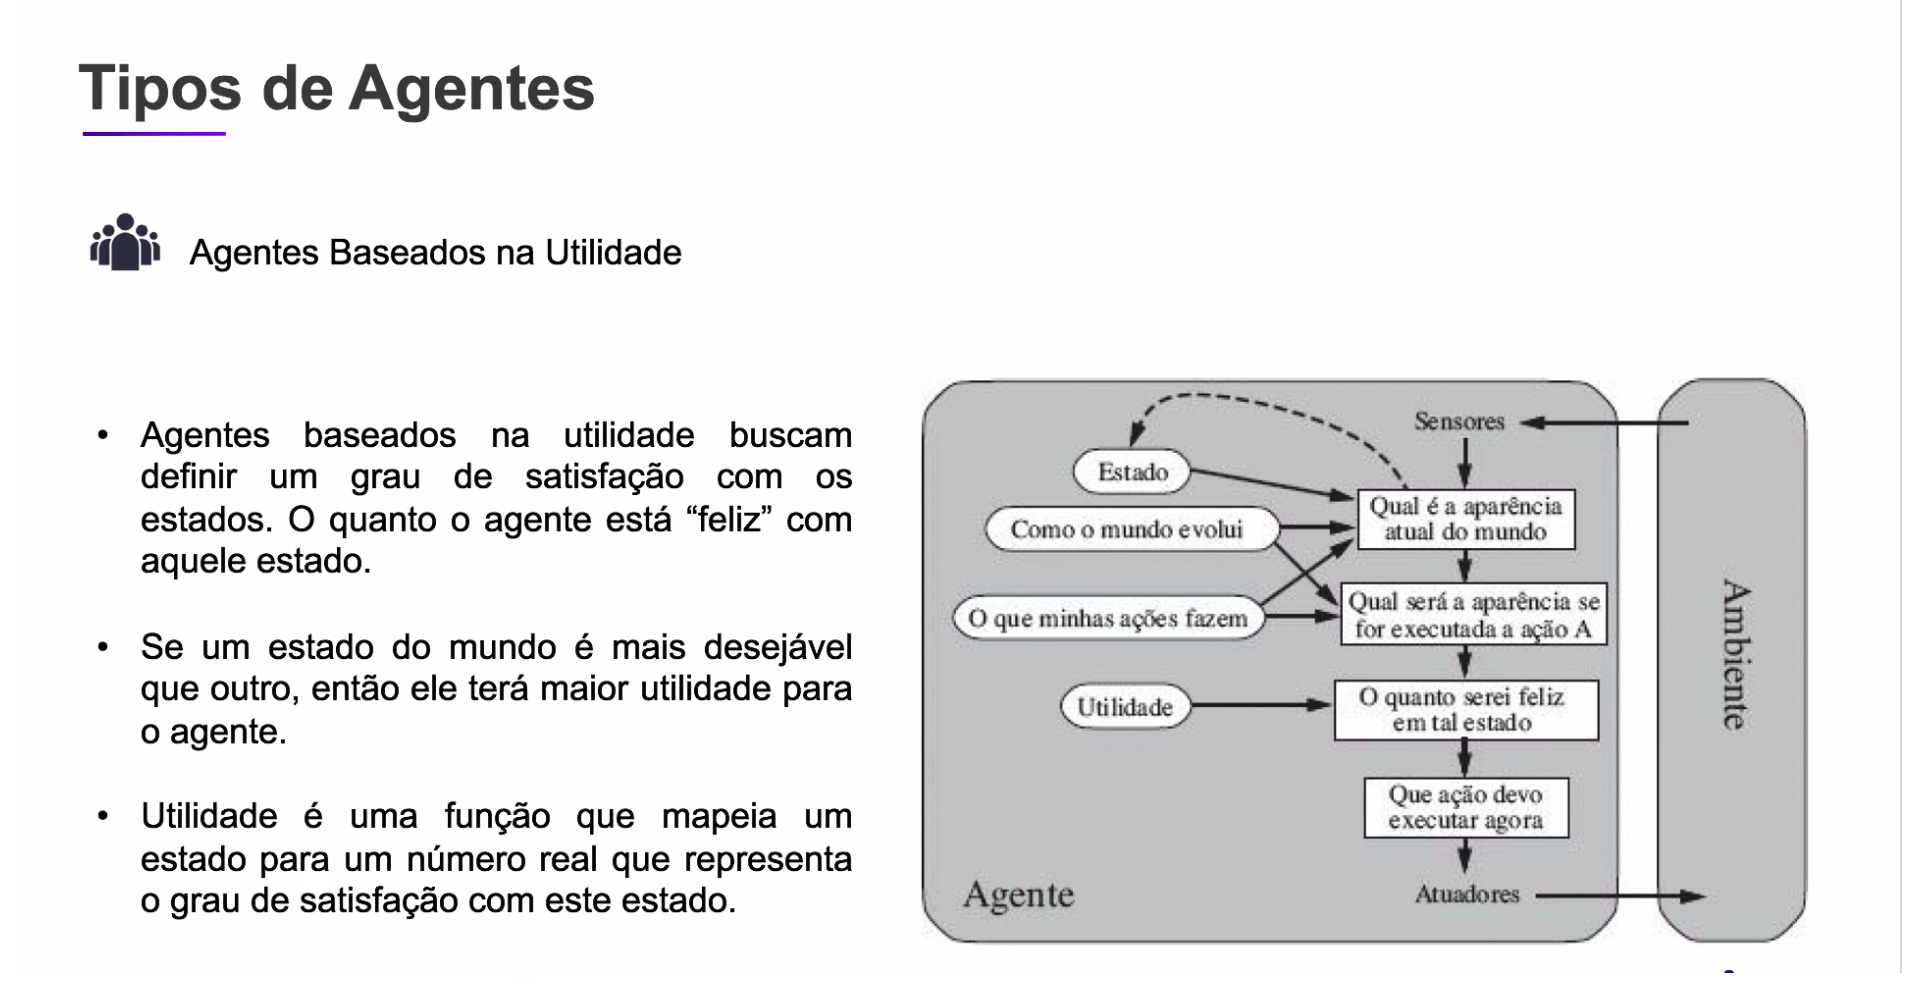 Tipos de Agentes
Agentes Baseados na Utilidade
• Agentes baseados na utilidade buscam
definir um grau de satisfação com os
estados. O quanto o agente está “feliz” com
aquele estado.
• Se um estado do mundo é mais desejável
que outro, então ele terá maior utilidade para
o agente.
• Utilidade é uma função que mapeia um
estado para um número real que representa
o grau de satisfação com este estado.
Sensores
Estado
Qual é a aparência
atual do mundo
Como o mundo evolui
Qual será a aparência se
for executada a ação A
O que minhas ações fazem
O quanto serei feliz
em tal estado
Utilidade
Que ação devo
executar agora
Agente
Atuadores
Ambiente